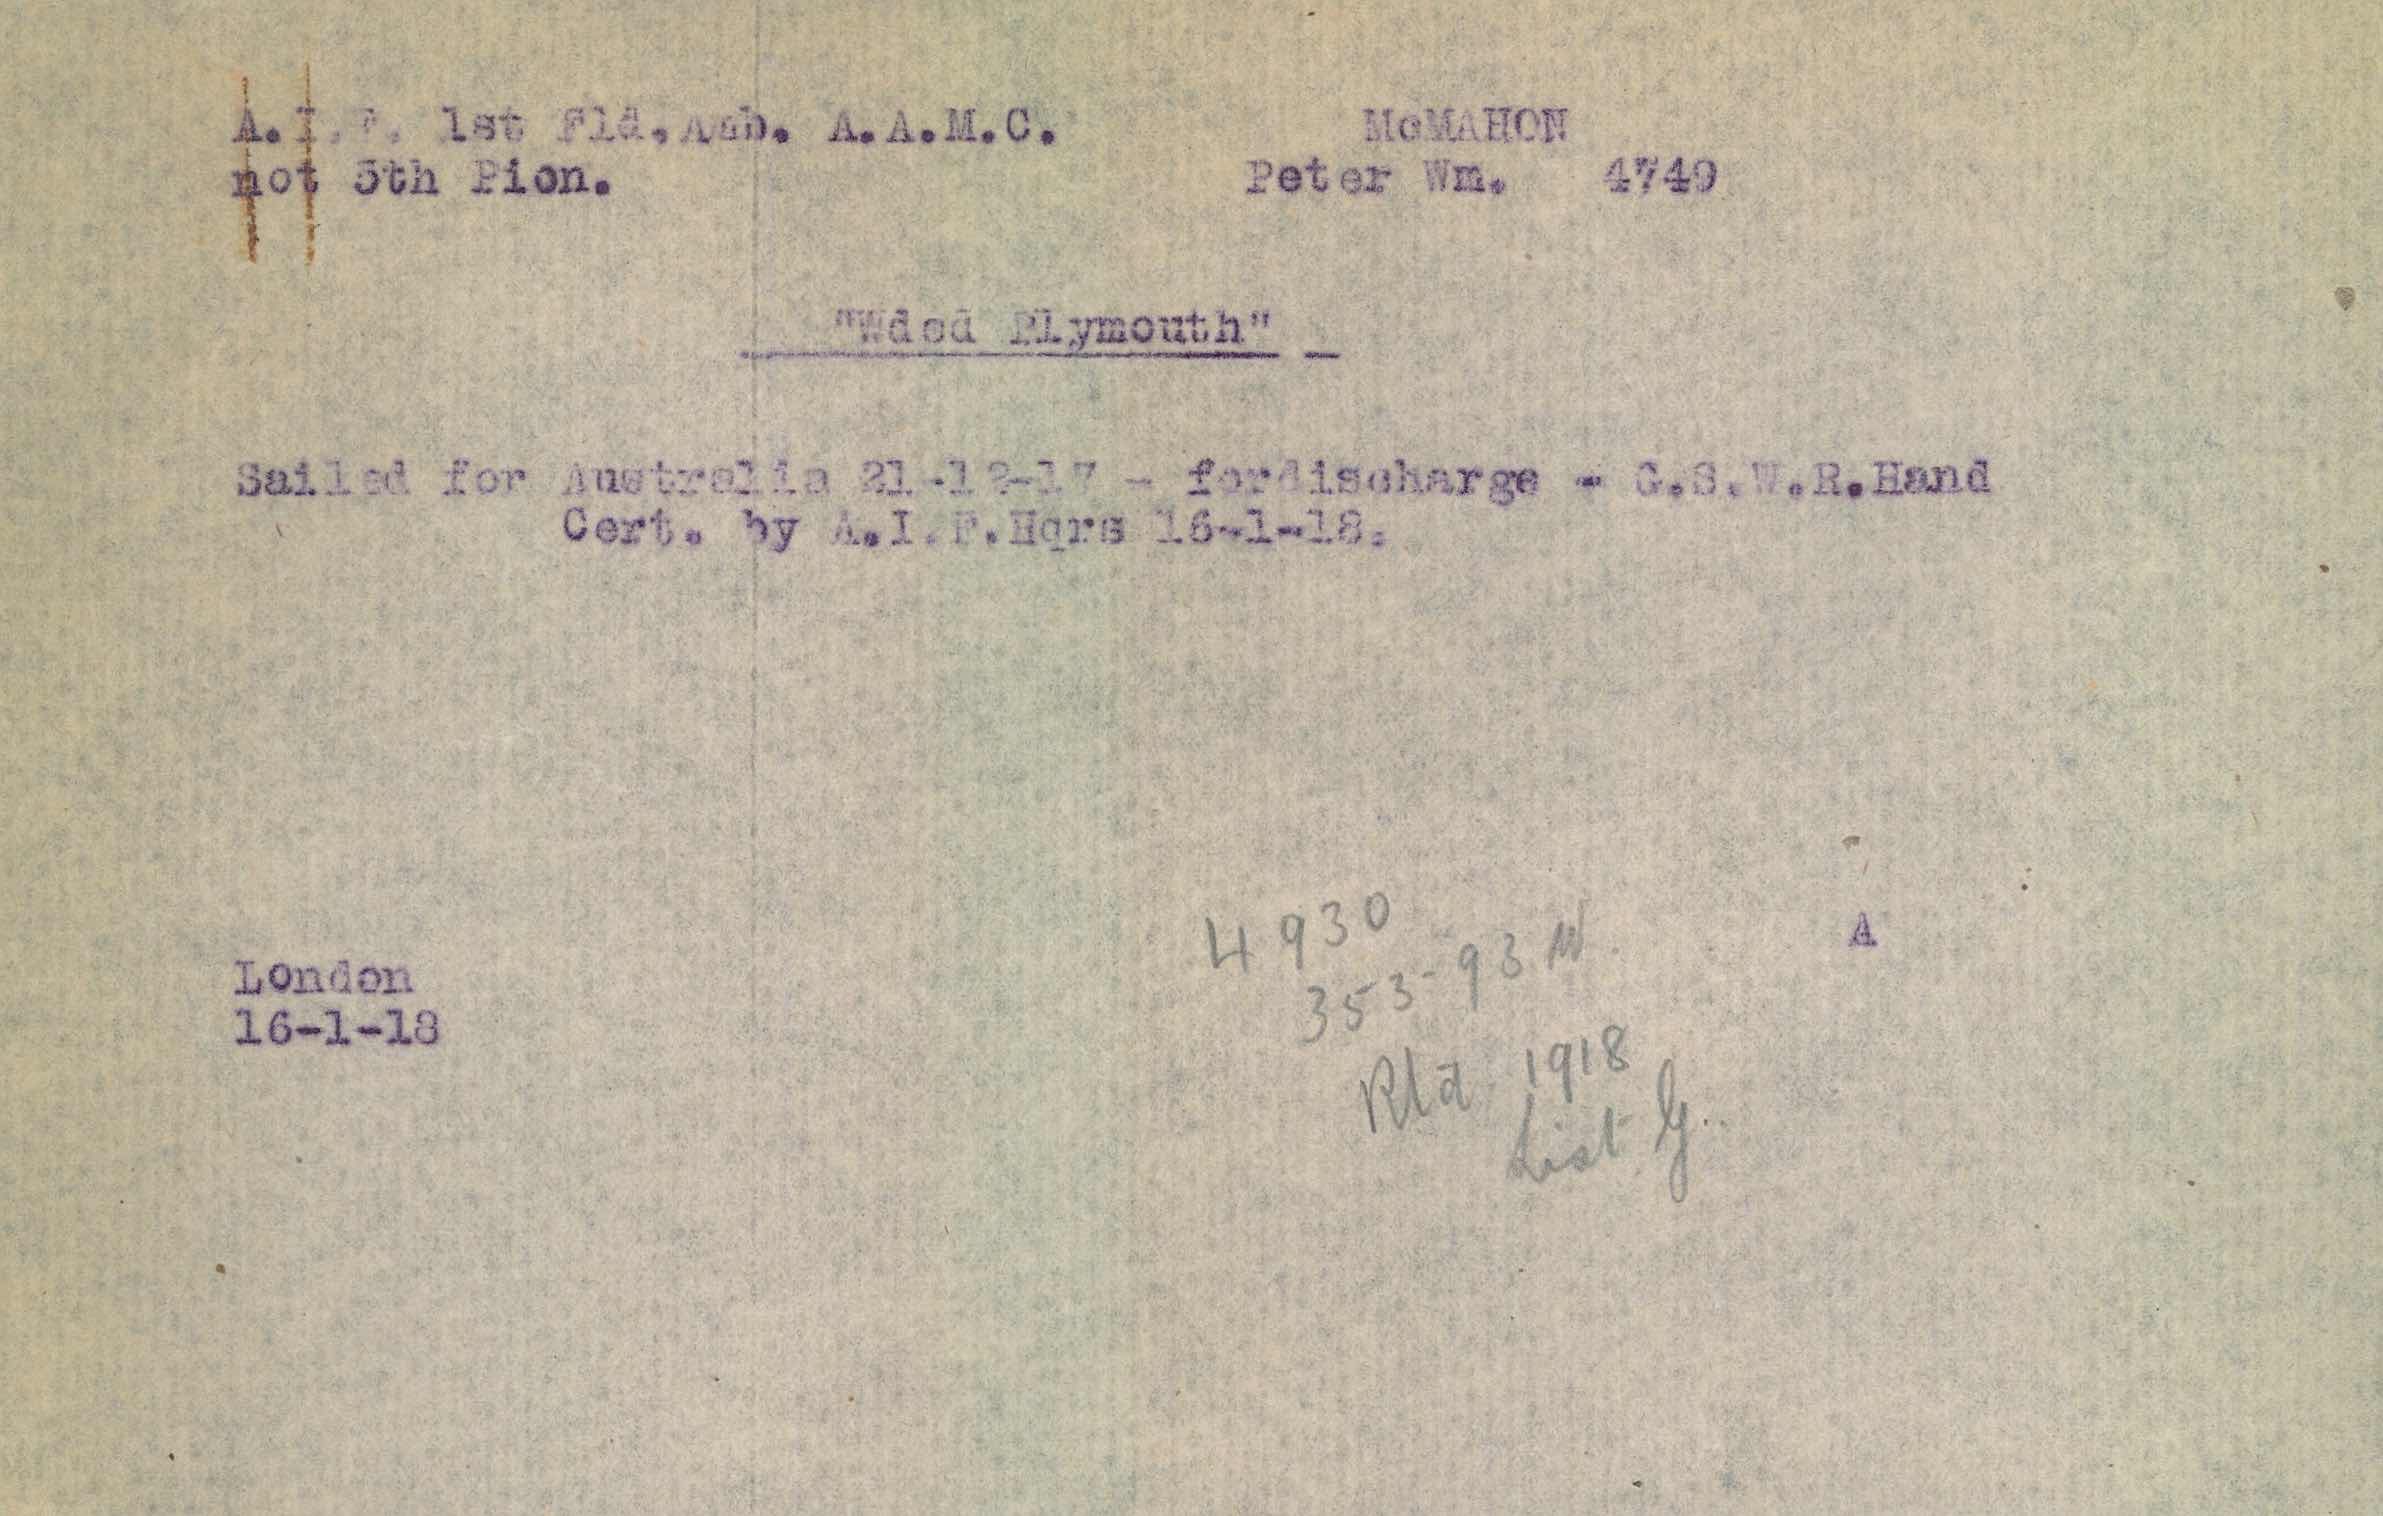 A.I.F. 1st Fld.Amb. A.A.M.C. McMAHON
not 5th Pion. Peter Wm. 4749
"Wded Plymouth"
Sailed for Australia 21-12-17 - fordischarge - G.S.W.R.Hand
Cert. by A.I.F.Hqrs 16-1-18.
4930
353-93 W.
A
London
16-1-18
Rld 1918
List G.